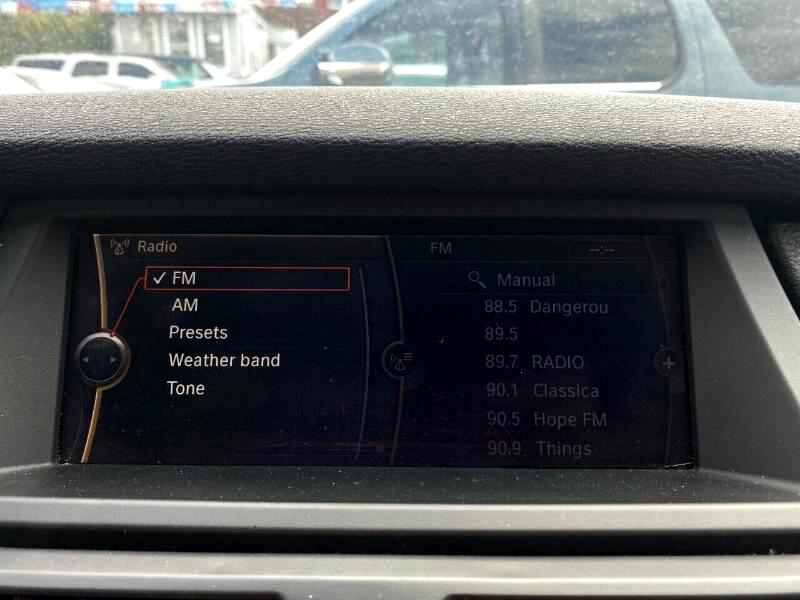 Radio
✓ FM
AM
Presets
Weather band
Tone
FM
--:--
Manual
88.5 Dangerou
89.5
89.7 RADIO
90.1 Classica
90.5 Hope FM
90.9 Things